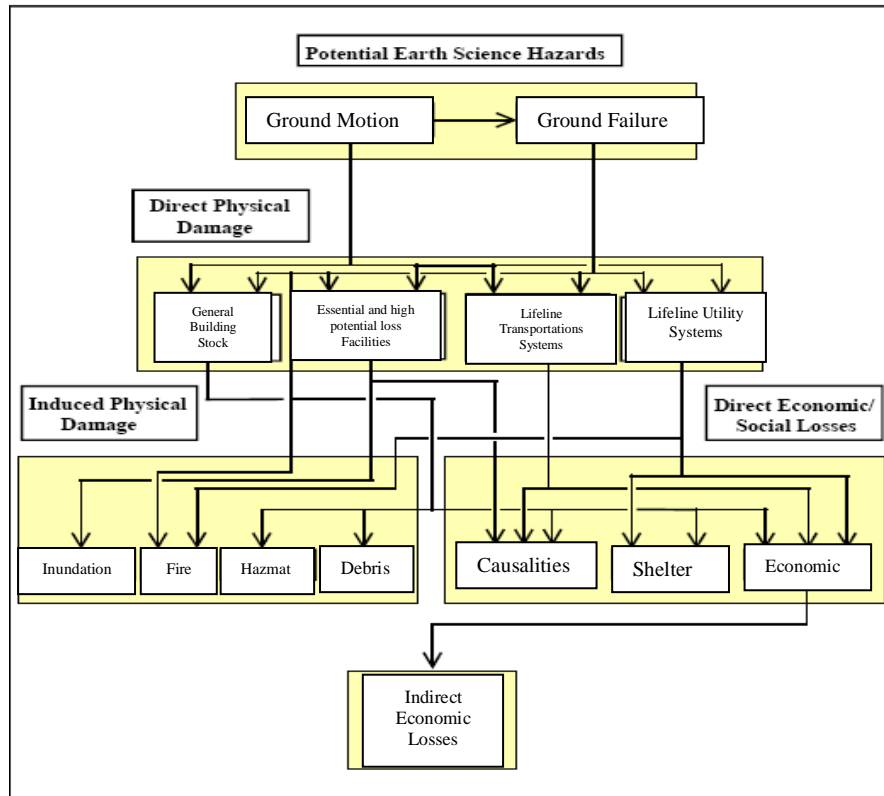 Potential Earth Science Hazards
Ground Motion
Ground Failure
Direct Physical
Damage
General
Building
Stock
Essential and high
potential loss
Facilities
Lifeline
Transportations
Systems
Lifeline Utility
Systems
Induced Physical
Damage
Direct Economic/
Social Losses
Inundation
Fire
Hazmat
Debris
Causalities
Shelter
Economic
Indirect
Economic
Losses